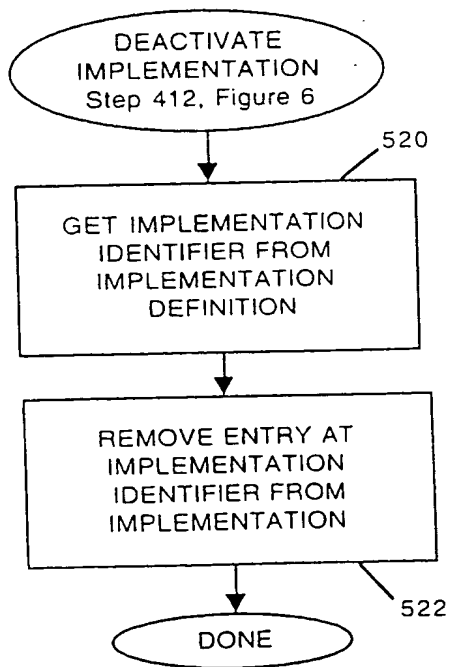 DEACTIVATE
IMPLEMENTATION
Step 412, Figure 6
520
GET IMPLEMENTATION
IDENTIFIER FROM
IMPLEMENTATION
DEFINITION
REMOVE ENTRY AT
IMPLEMENTATION
IDENTIFIER FROM
IMPLEMENTATION
522
DONE